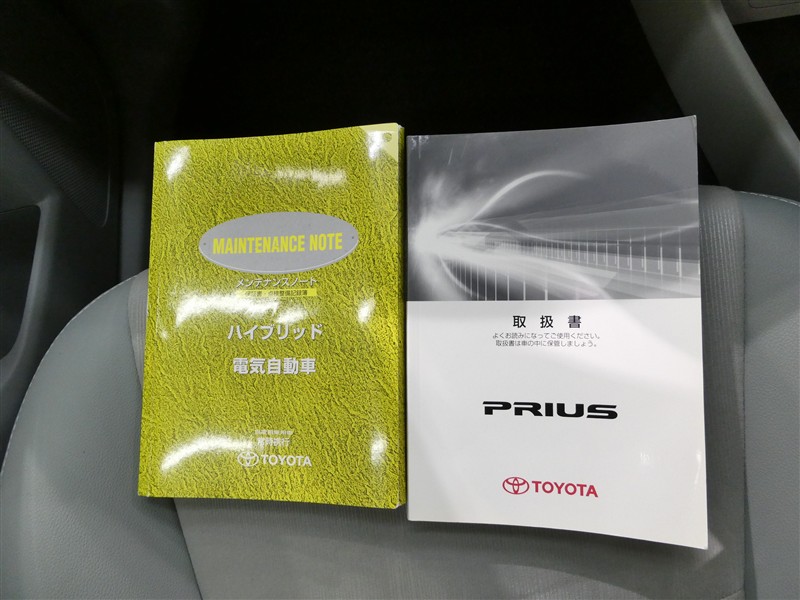 MAINTENANCE NOTE
メンテナンスノート
ハイブリッド
電気自動車
TOYOTA
取扱書
よくお読みになってご使用ください。
取扱書は車の中に保管しましょう。
PRIUS
TOYOTA